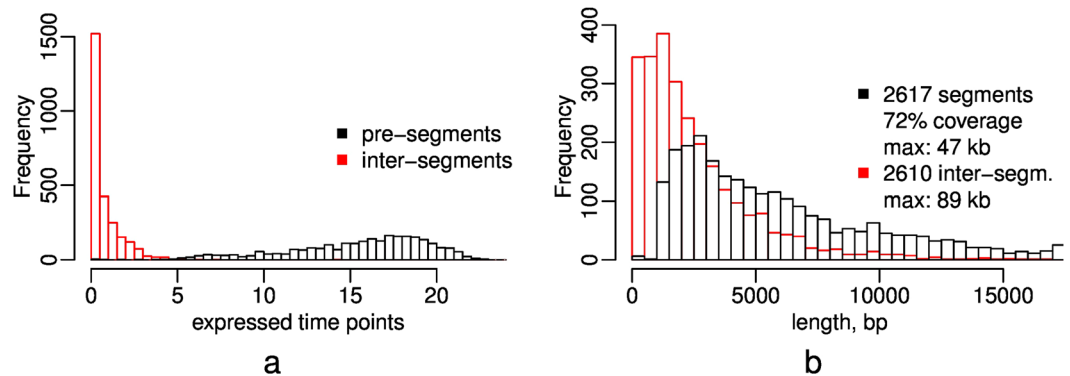 Frequency
0
500
1000
1500
0
5
10
15
20
expressed time points
pre-segments
inter-segments
a
Frequency
0
100
200
300
400
0
5000
10000
15000
length, bp
2617 segments
72% coverage
max: 47 kb
2610 inter-segm.
max: 89 kb
b